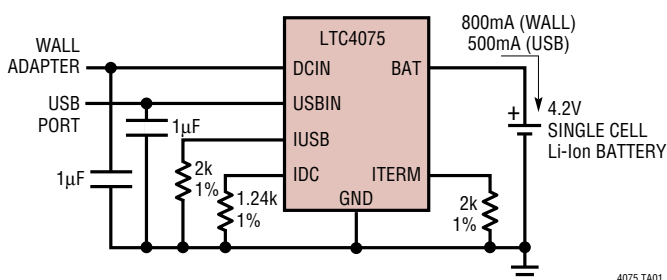 800mA (WALL)
500mA (USB)
LTC4075
WALL
ADAPTER
DCIN
BAT
USB
PORT
USBIN
1μF
IUSB
+
4.2V
SINGLE CELL
Li-Ion BATTERY
1μF
2k
1%
IDC
1.24k
1%
ITERM
GND
2k
1%
4075 TA01